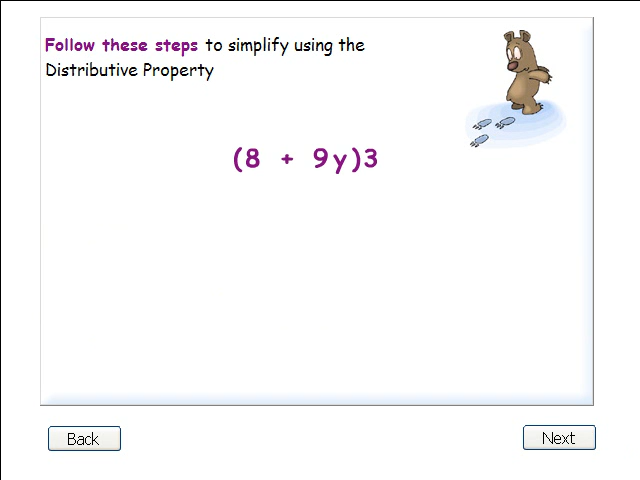 Follow these steps to simplify using the
Distributive Property
(8 + 9y)3
Back
Next